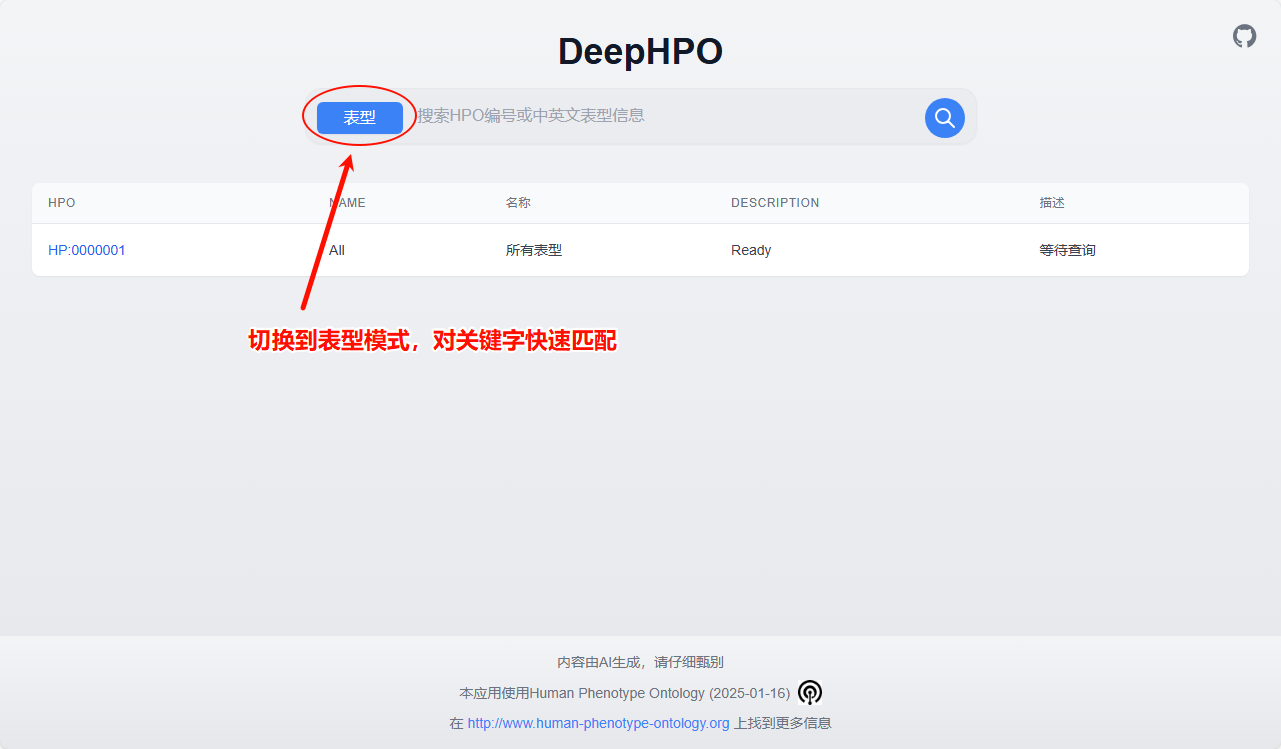 DeepHPO
表型 搜索HPO编号或中英文表型信息
HPO NAME 名称 DESCRIPTION 描述
HP:0000001 All 所有表型 Ready 等待查询
切换到表型模式，对关键字快速匹配
内容由AI生成，请仔细甄别
本应用使用Human Phenotype Ontology (2025-01-16)
在 http://www.human-phenotype-ontology.org 上找到更多信息